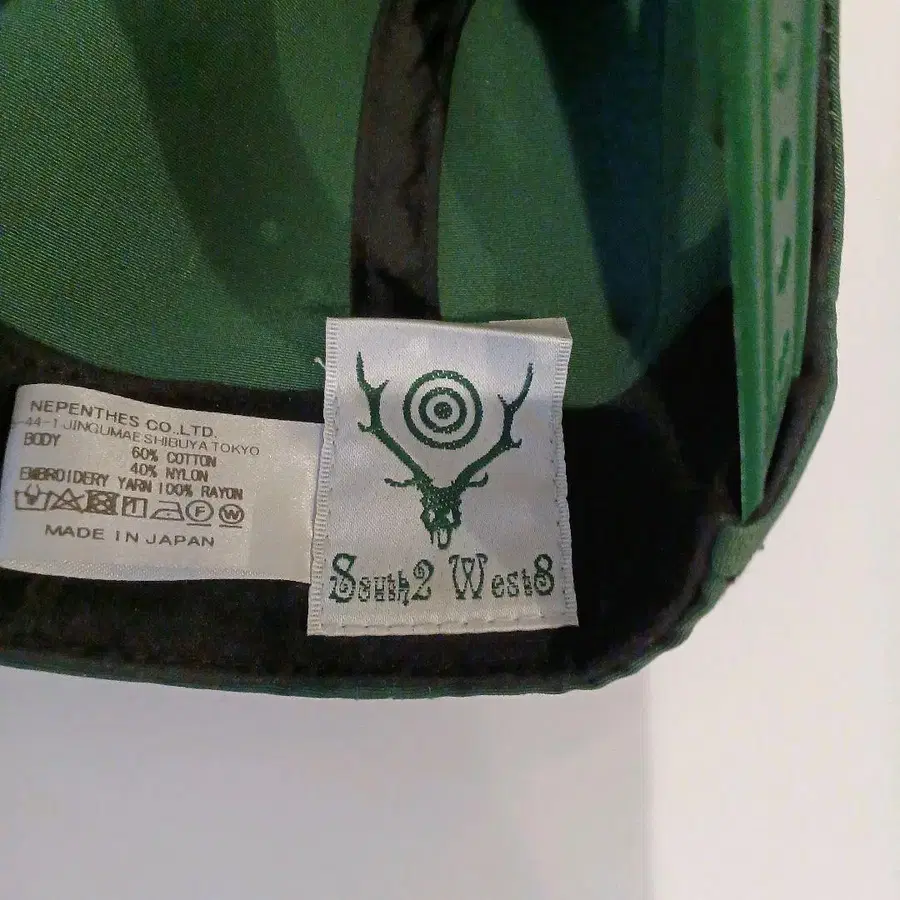 NEPENTHES CO.,LTD.
-44-1 JINGUMAE SHIBUYA TOKYO
BODY
60% COTTON
40% NYLON
EMBROIDERY YARN 100% RAYON
F W
MADE IN JAPAN
South2 West8